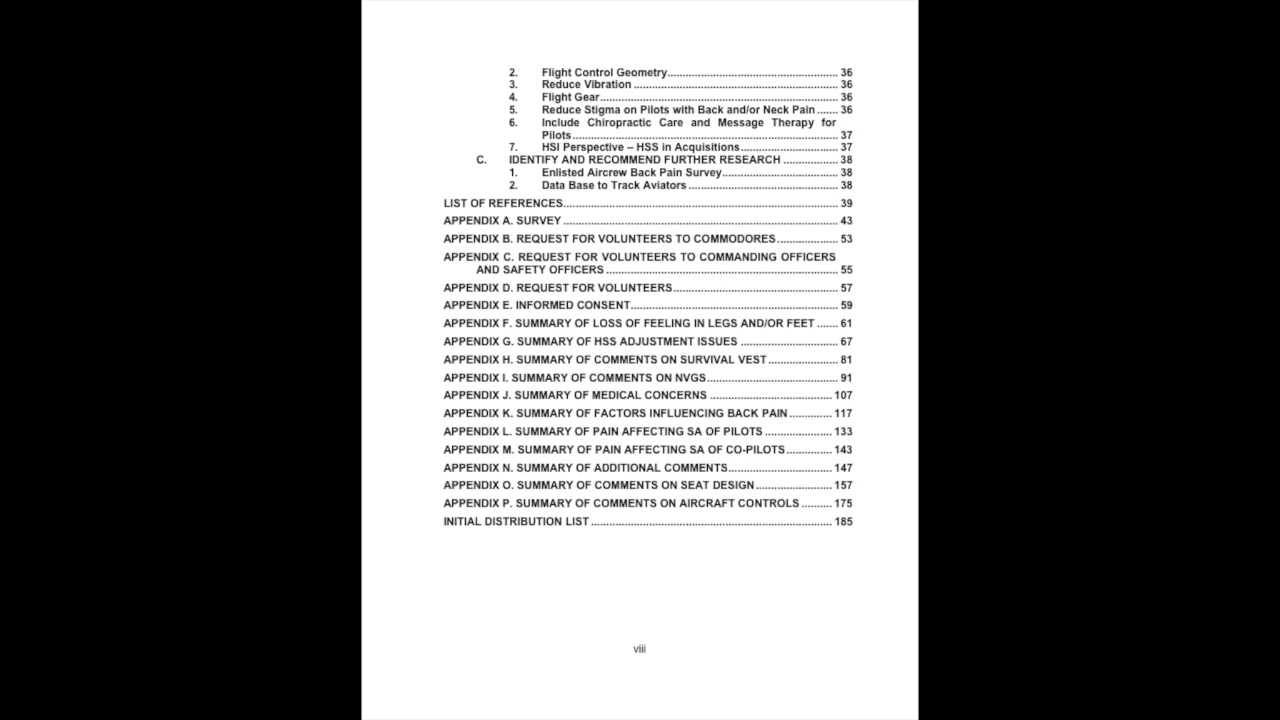 2. Flight Control Geometry.......................................................... 36
3. Reduce Vibration ..................................................................... 36
4. Flight Gear................................................................................ 36
5. Reduce Stigma on Pilots with Back and/or Neck Pain ....... 36
6. Include Chiropractic Care and Message Therapy for
Pilots......................................................................................... 37
7. HSI Perspective – HSS in Acquisitions................................. 37
C. IDENTIFY AND RECOMMEND FURTHER RESEARCH .................. 38
1. Enlisted Aircrew Back Pain Survey....................................... 38
2. Data Base to Track Aviators ................................................... 38
LIST OF REFERENCES............................................................................................ 39
APPENDIX A. SURVEY ............................................................................................ 43
APPENDIX B. REQUEST FOR VOLUNTEERS TO COMMODORES.................... 53
APPENDIX C. REQUEST FOR VOLUNTEERS TO COMMANDING OFFICERS
AND SAFETY OFFICERS ............................................................................. 55
APPENDIX D. REQUEST FOR VOLUNTEERS....................................................... 57
APPENDIX E. INFORMED CONSENT..................................................................... 59
APPENDIX F. SUMMARY OF LOSS OF FEELING IN LEGS AND/OR FEET ....... 61
APPENDIX G. SUMMARY OF HSS ADJUSTMENT ISSUES ................................ 67
APPENDIX H. SUMMARY OF COMMENTS ON SURVIVAL VEST ....................... 81
APPENDIX I. SUMMARY OF COMMENTS ON NVGS............................................ 91
APPENDIX J. SUMMARY OF MEDICAL CONCERNS ......................................... 107
APPENDIX K. SUMMARY OF FACTORS INFLUENCING BACK PAIN .............. 117
APPENDIX L. SUMMARY OF PAIN AFFECTING SA OF PILOTS ...................... 133
APPENDIX M. SUMMARY OF PAIN AFFECTING SA OF CO-PILOTS............... 143
APPENDIX N. SUMMARY OF ADDITIONAL COMMENTS................................... 147
APPENDIX O. SUMMARY OF COMMENTS ON SEAT DESIGN ......................... 157
APPENDIX P. SUMMARY OF COMMENTS ON AIRCRAFT CONTROLS .......... 175
INITIAL DISTRIBUTION LIST ................................................................................ 185
viii